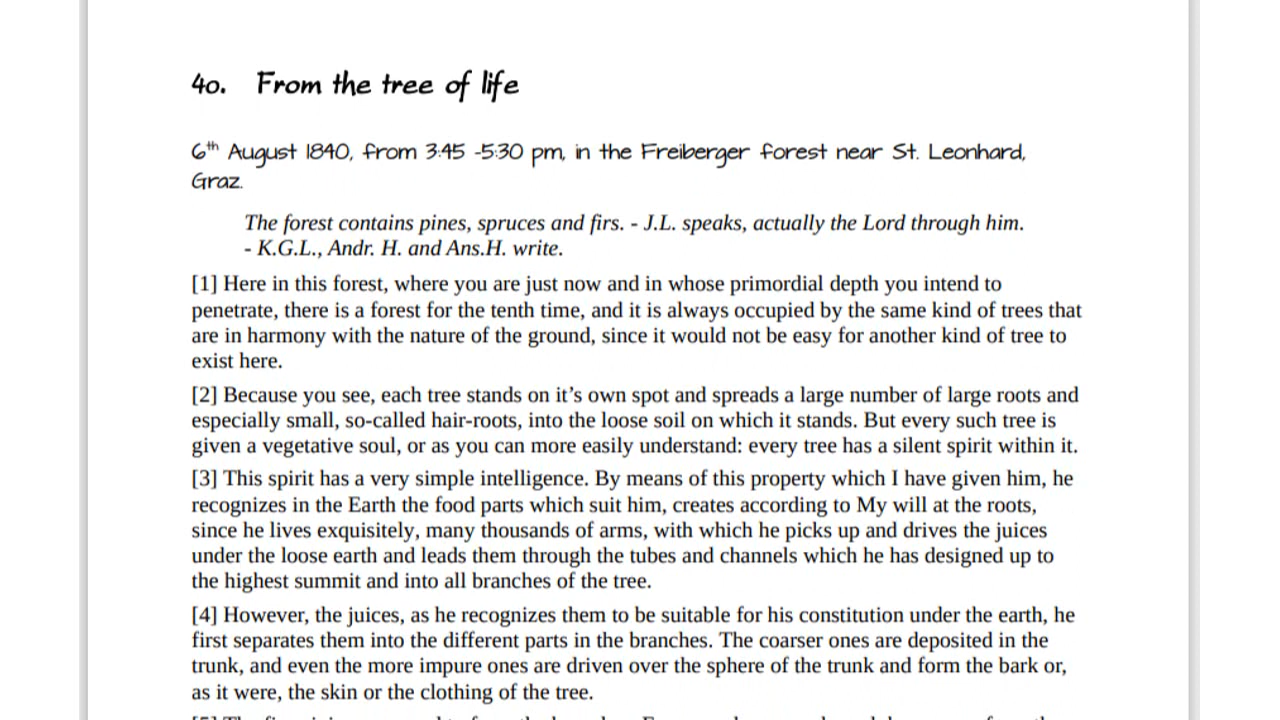 40. From the tree of life
6th August 1840, from 3:45 -5:30 pm, in the Freiberger forest near St. Leonhard,
Graz.
The forest contains pines, spruces and firs. - J.L. speaks, actually the Lord through him.
- K.G.L., Andr. H. and Ans.H. write.
[1] Here in this forest, where you are just now and in whose primordial depth you intend to
penetrate, there is a forest for the tenth time, and it is always occupied by the same kind of trees that
are in harmony with the nature of the ground, since it would not be easy for another kind of tree to
exist here.
[2] Because you see, each tree stands on it’s own spot and spreads a large number of large roots and
especially small, so-called hair-roots, into the loose soil on which it stands. But every such tree is
given a vegetative soul, or as you can more easily understand: every tree has a silent spirit within it.
[3] This spirit has a very simple intelligence. By means of this property which I have given him, he
recognizes in the Earth the food parts which suit him, creates according to My will at the roots,
since he lives exquisitely, many thousands of arms, with which he picks up and drives the juices
under the loose earth and leads them through the tubes and channels which he has designed up to
the highest summit and into all branches of the tree.
[4] However, the juices, as he recognizes them to be suitable for his constitution under the earth, he
first separates them into the different parts in the branches. The coarser ones are deposited in the
trunk, and even the more impure ones are driven over the sphere of the trunk and form the bark or,
as it were, the skin or the clothing of the tree.